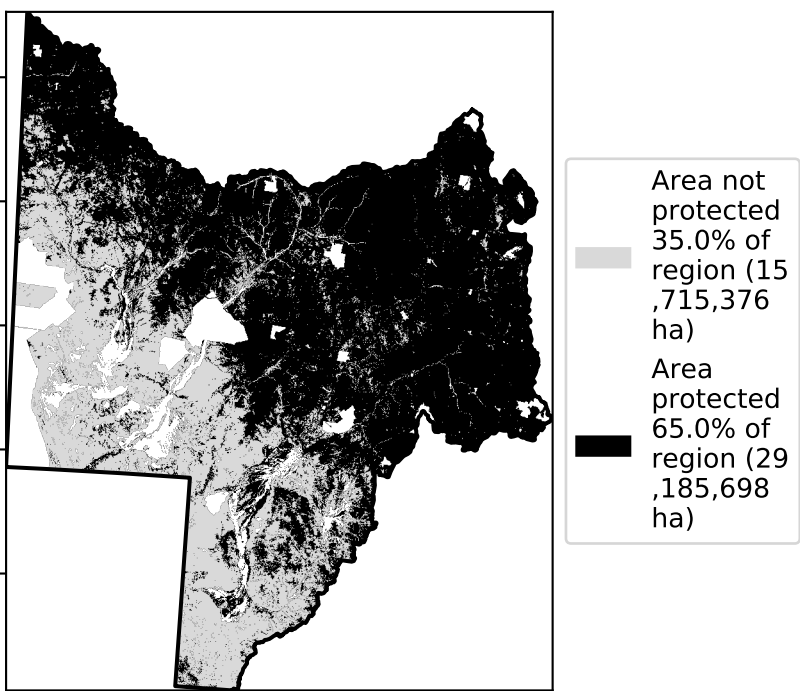 Area not
protected
35.0% of
region (15
,715,376
ha)
Area
protected
65.0% of
region (29
,185,698
ha)